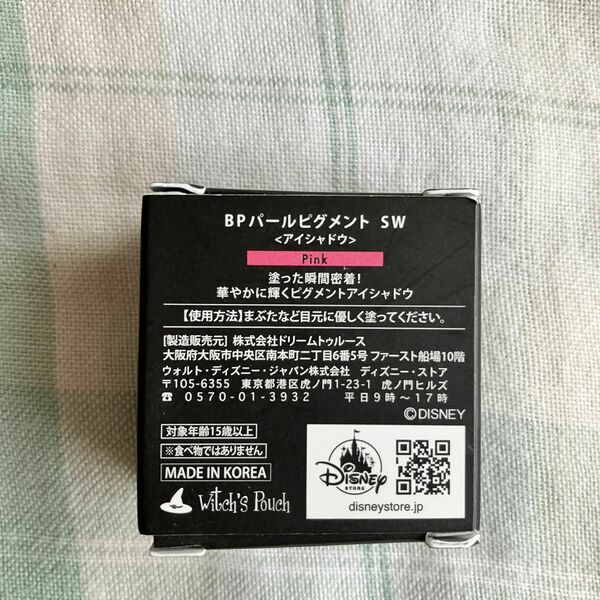 BPパールピグメント SW
<アイシャドウ>
Pink
塗った瞬間密着!
華やかに輝くピグメントアイシャドウ
【使用方法】まぶたなど目元に優しく塗ってください。
[製造販売元] 株式会社ドリームトゥルース
大阪府大阪市中央区南本町二丁目6番5号 ファースト船場10階
ウォルト・ディズニー・ジャパン株式会社 ディズニー・ストア
〒105-6355 東京都港区虎ノ門1-23-1 虎ノ門ヒルズ
☎ 0570-01-3932 平日9時~17時
©DISNEY
対象年齢15歳以上
※食べ物ではありません
MADE IN KOREA
Witch's Pouch
Disney
STORE
disneystore.jp